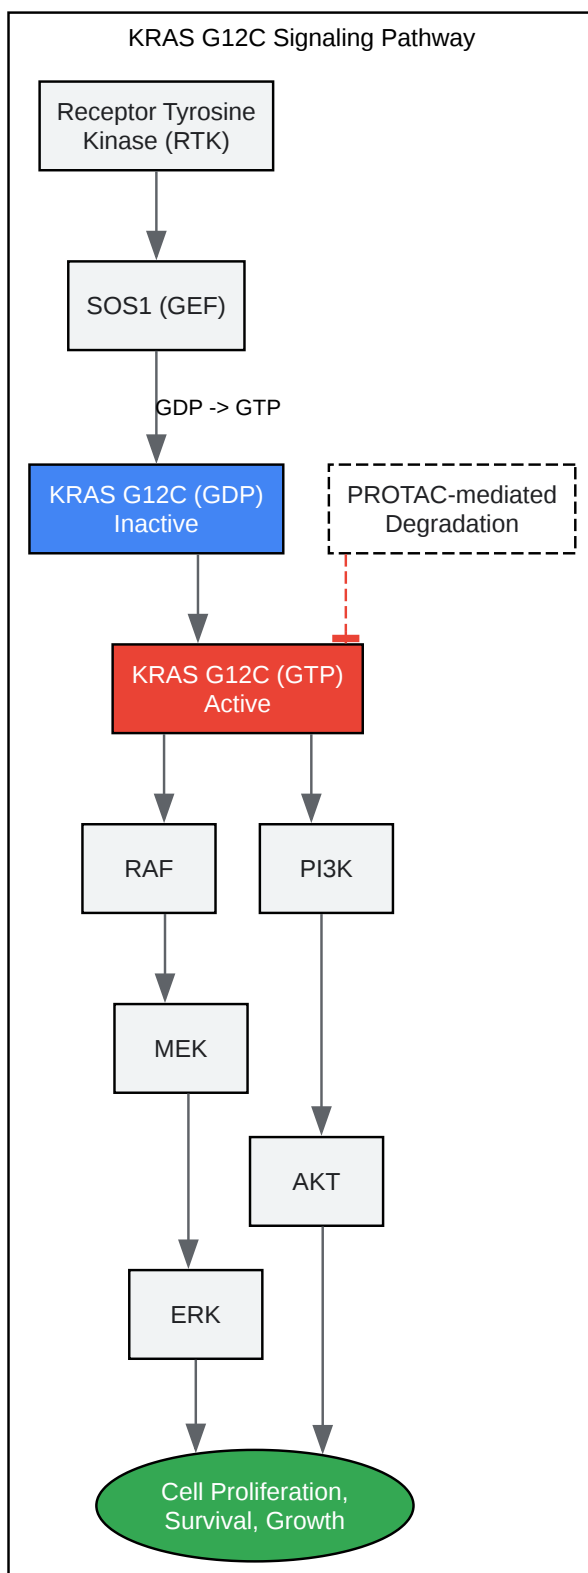 KRAS G12C Signaling Pathway
Receptor Tyrosine
Kinase (RTK)
SOS1 (GEF)
GDP -> GTP
KRAS G12C (GDP)
Inactive
PROTAC-mediated
Degradation
KRAS G12C (GTP)
Active
RAF
PI3K
MEK
AKT
ERK
Cell Proliferation,
Survival, Growth